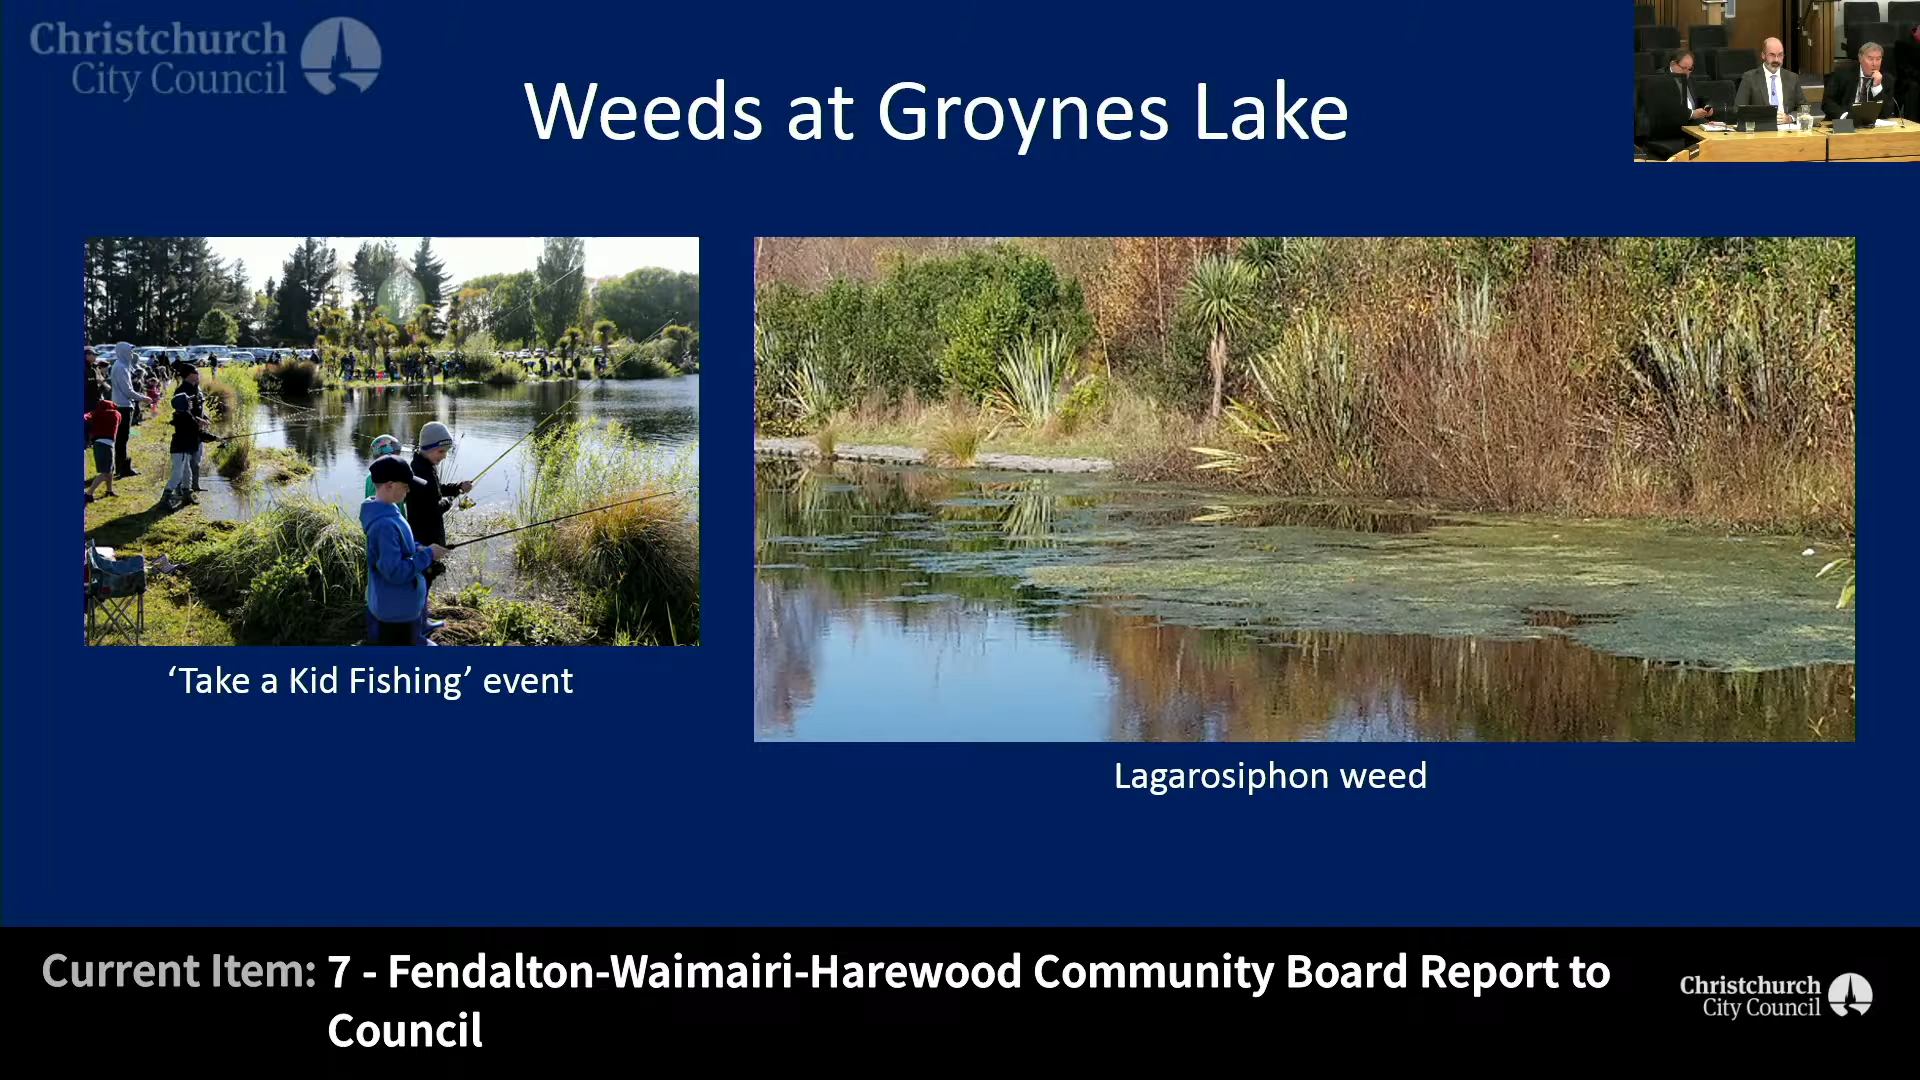 Christchurch
City Council
Weeds at Groynes Lake
‘Take a Kid Fishing’ event
Lagarosiphon weed
Current Item: 7 - Fendalton-Waimairi-Harewood Community Board Report to
Council
Christchurch
City Council